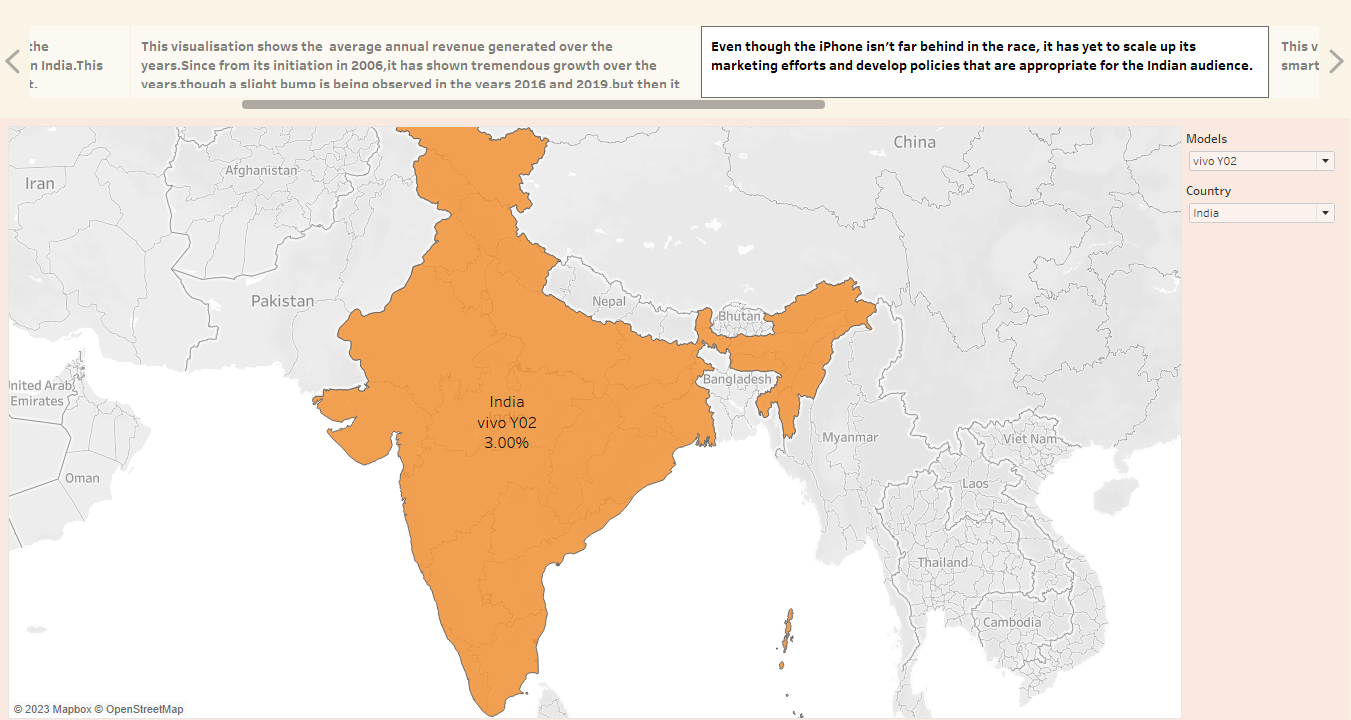 the
n India.This
t.
This visualisation shows the average annual revenue generated over the
years.Since from its initiation in 2006,it has shown tremendous growth over the
years.though a slight bump is being observed in the years 2016 and 2019.but then it
Even though the iPhone isn't far behind in the race, it has yet to scale up its
marketing efforts and develop policies that are appropriate for the Indian audience.
This v
smart
Models
vivo Y02
Country
India
China
Afghanistan
Iran
Pakistan
Nepal
Bhutan
Bangladesh
United Arab
Emirates
India
vivo Y02
3.00%
Myanmar
Viet Nam
Oman
Laos
Thailand
Cambodia
© 2023 Mapbox © OpenStreetMap